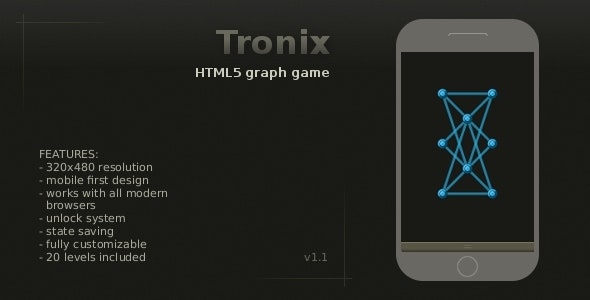 Tronix
HTML5 graph game
FEATURES:
- 320x480 resolution
- mobile first design
- works with all modern
browsers
- unlock system
- state saving
- fully customizable
- 20 levels included
v1.1